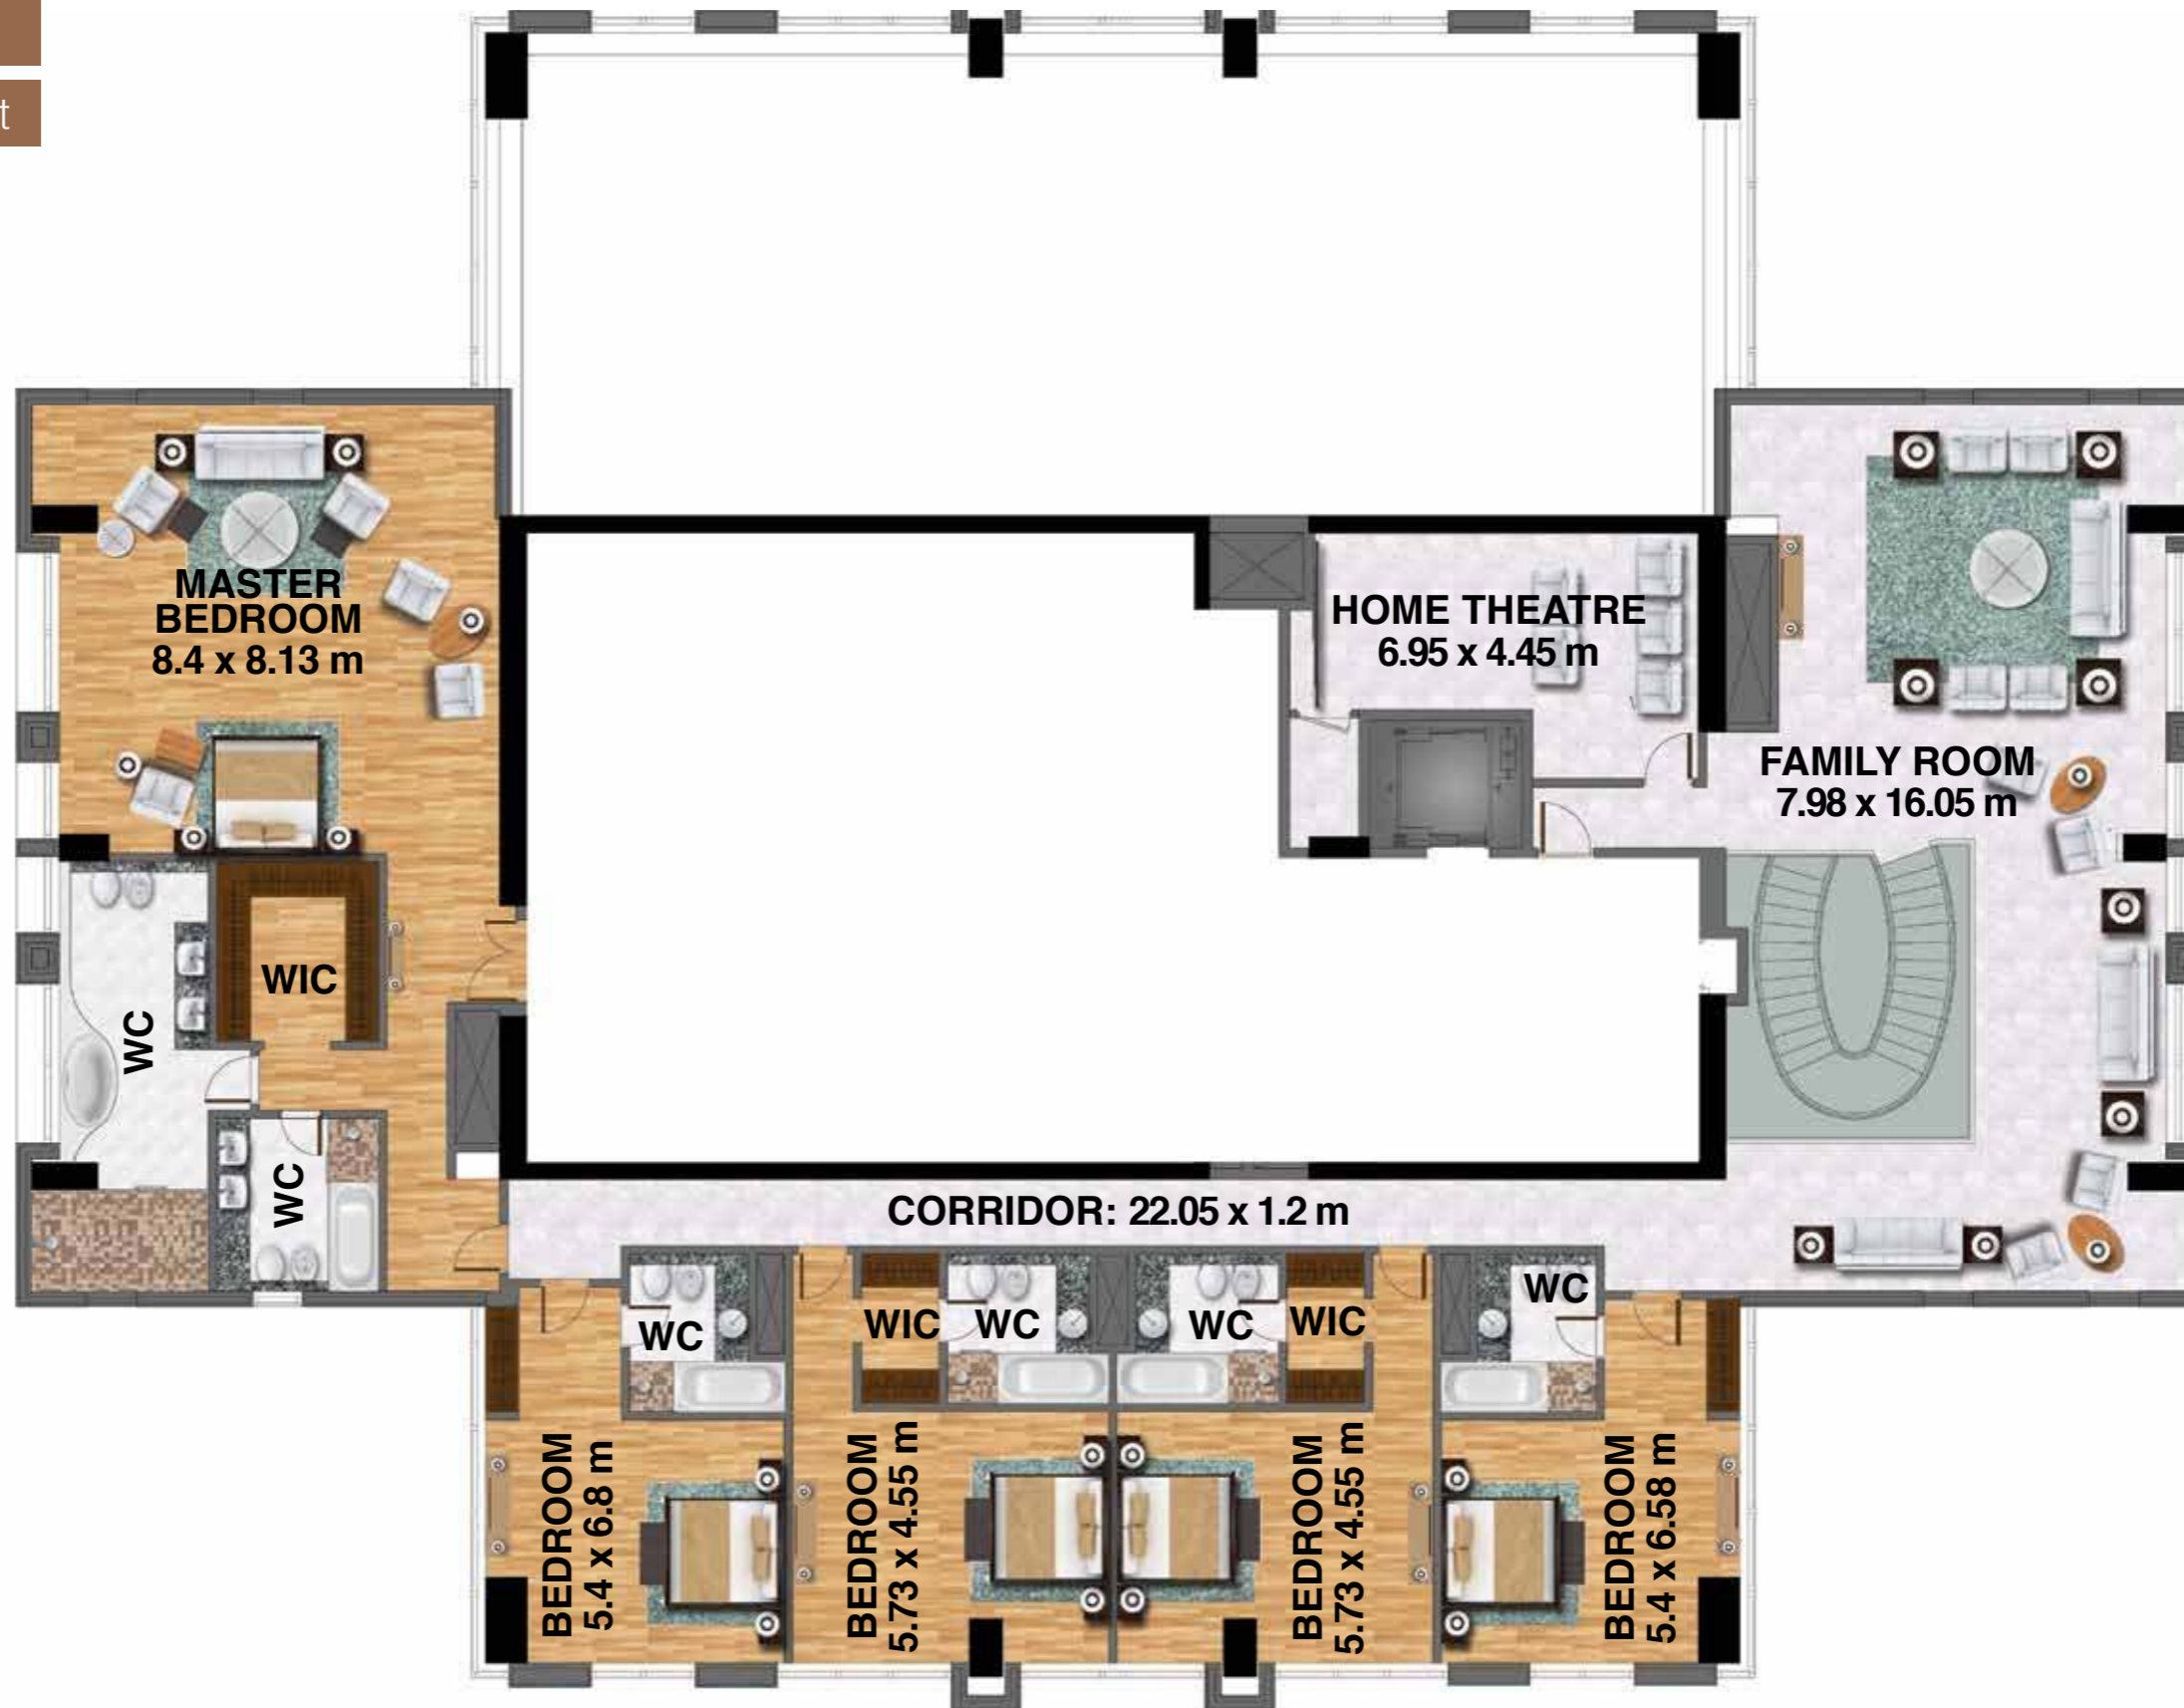 t
MASTER
BEDROOM
8.4 x 8.13 m
HOME THEATRE
6.95 x 4.45 m
FAMILY ROOM
7.98 x 16.05 m
WIC
WC
WC
CORRIDOR: 22.05 x 1.2 m
WC
WIC
WC
WC
WIC
WC
BEDROOM
5.4 x 6.8 m
BEDROOM
5.73 x 4.55 m
BEDROOM
5.73 x 4.55 m
BEDROOM
5.4 x 6.58 m